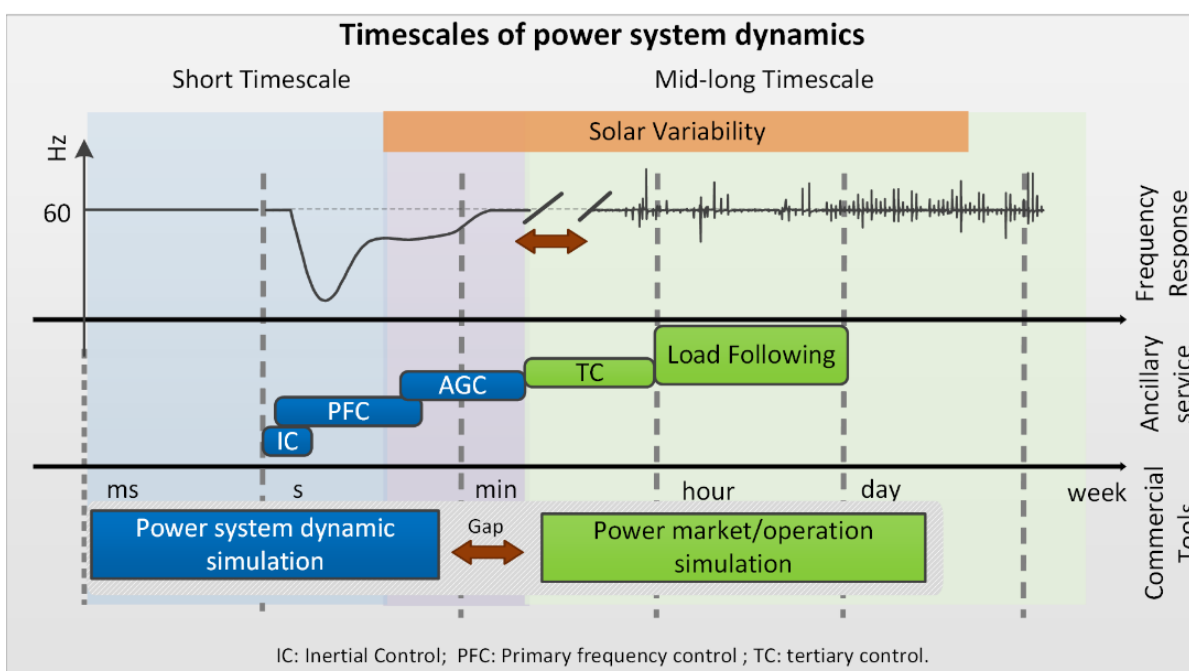 Timescales of power system dynamics
Short Timescale
Mid-long Timescale
Solar Variability
Hz
60
Frequency
Response
IC
PFC
AGC
TC
Load Following
Ancillary
service
ms
s
min
hour
day
week
Power system dynamic
simulation
Gap
Power market/operation
simulation
Commercial
Tools
IC: Inertial Control; PFC: Primary frequency control ; TC: tertiary control.